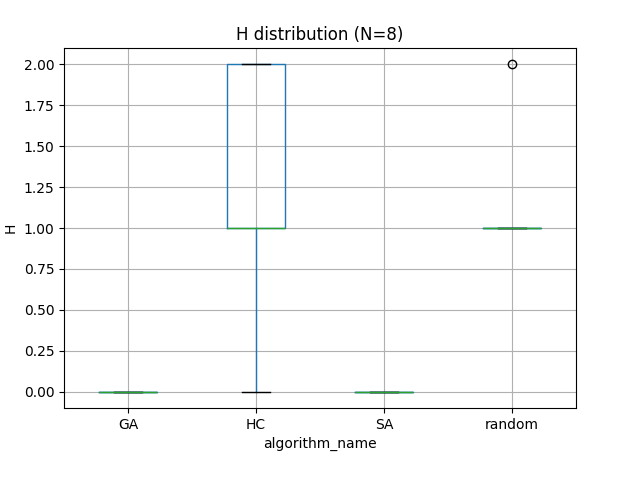 H distribution (N=8)
2.00
1.75
1.50
1.25
1.00
0.75
0.50
0.25
0.00
H
GA HC SA random
algorithm_name